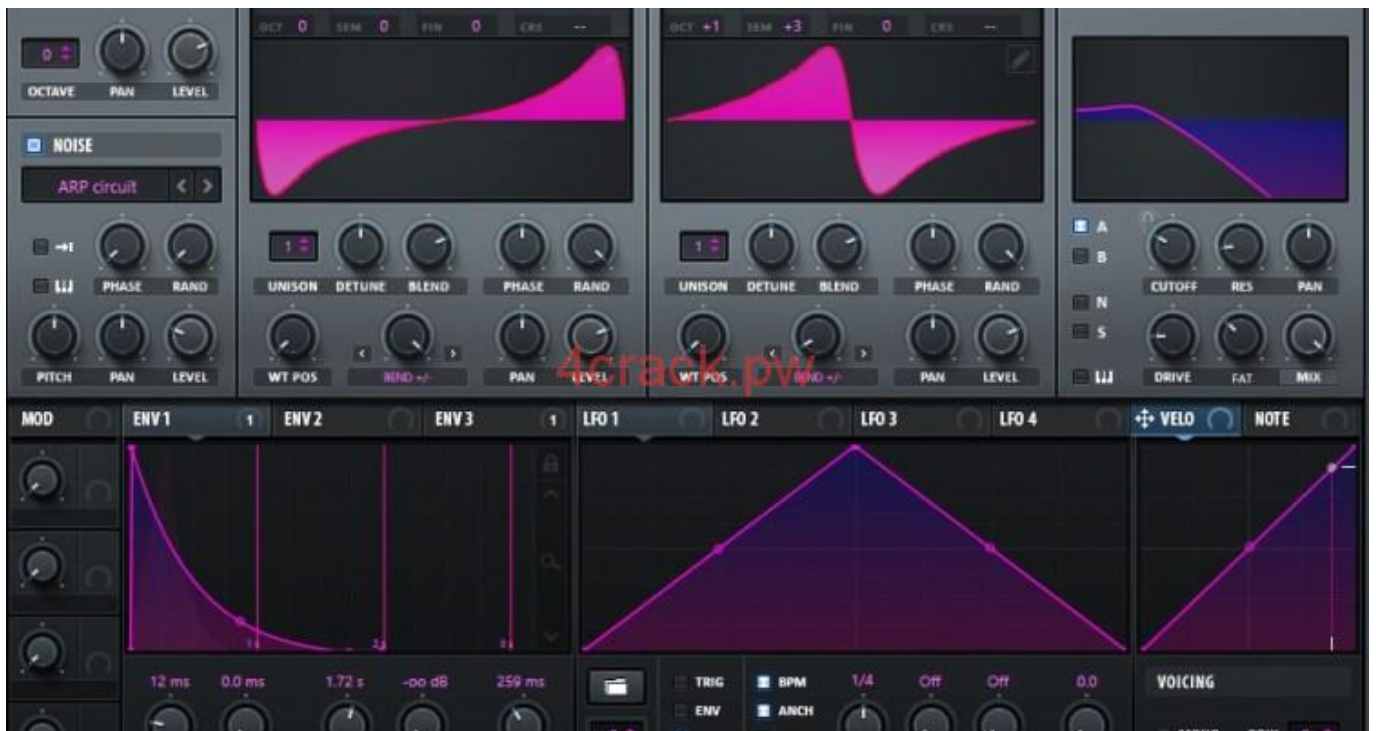 OCT 0 SEM 0 FIN 0 CRS --
OCT +1 SEM +3 FIN 0 CRS --
0
OCTAVE PAN LEVEL
NOISE
ARP circuit < >
PHASE RAND
PITCH PAN LEVEL
1
UNISON DETUNE BLEND PHASE RAND
WT POS BEND +/- PAN LEVEL
1
UNISON DETUNE BLEND PHASE RAND
WT POS BEND +/- PAN LEVEL
A
B
N
S
CUTOFF RES PAN
DRIVE FAT MIX
4crack.pw
MOD ENV 1 1 ENV 2 ENV 3 1 LFO 1 LFO 2 LFO 3 LFO 4 VELO NOTE
12 ms 0.0 ms 1.72 s -oo dB 259 ms
TRIG BPM 1/4 Off Off 0.0
ENV ANCH
VOICING